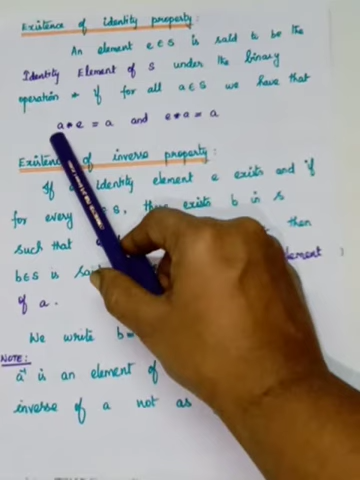 Existence of identity property:
An element e∈S is said to be the
Identity Element of S under the binary
operation * if for all a∈S we have that
a*e = a and e*a = a
Existence of inverse property:
If identity element e exists and if
for every S, there exists b in S
such that then
b∈S is said element
of a.
We write b=
NOTE:
a⁻¹ is an element of
inverse of a not as